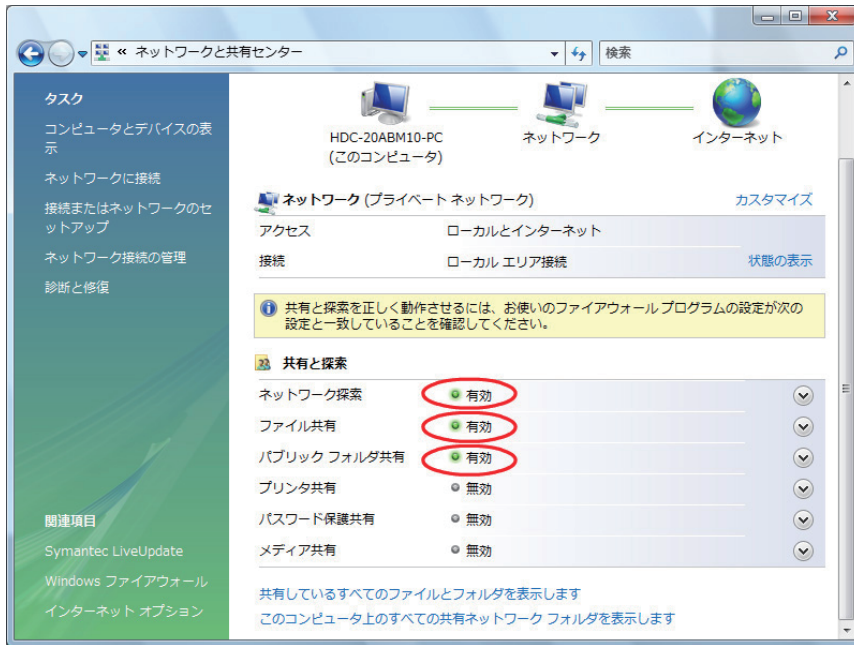 « ネットワークと共有センター
検索
タスク
コンピュータとデバイスの表
示
ネットワークに接続
接続またはネットワークのセ
ットアップ
ネットワーク接続の管理
診断と修復
関連項目
Symantec LiveUpdate
Windows ファイアウォール
インターネット オプション
HDC-20ABM10-PC
(このコンピュータ)
ネットワーク
インターネット
ネットワーク (プライベート ネットワーク)
カスタマイズ
アクセス ローカルとインターネット
接続 ローカル エリア接続 状態の表示
共有と探索を正しく動作させるには、お使いのファイアウォール プログラムの設定が次の
設定と一致していることを確認してください。
共有と探索
ネットワーク探索 有効
ファイル共有 有効
パブリック フォルダ共有 有効
プリンタ共有 無効
パスワード保護共有 無効
メディア共有 無効
共有しているすべてのファイルとフォルダを表示します
このコンピュータ上のすべての共有ネットワーク フォルダを表示します